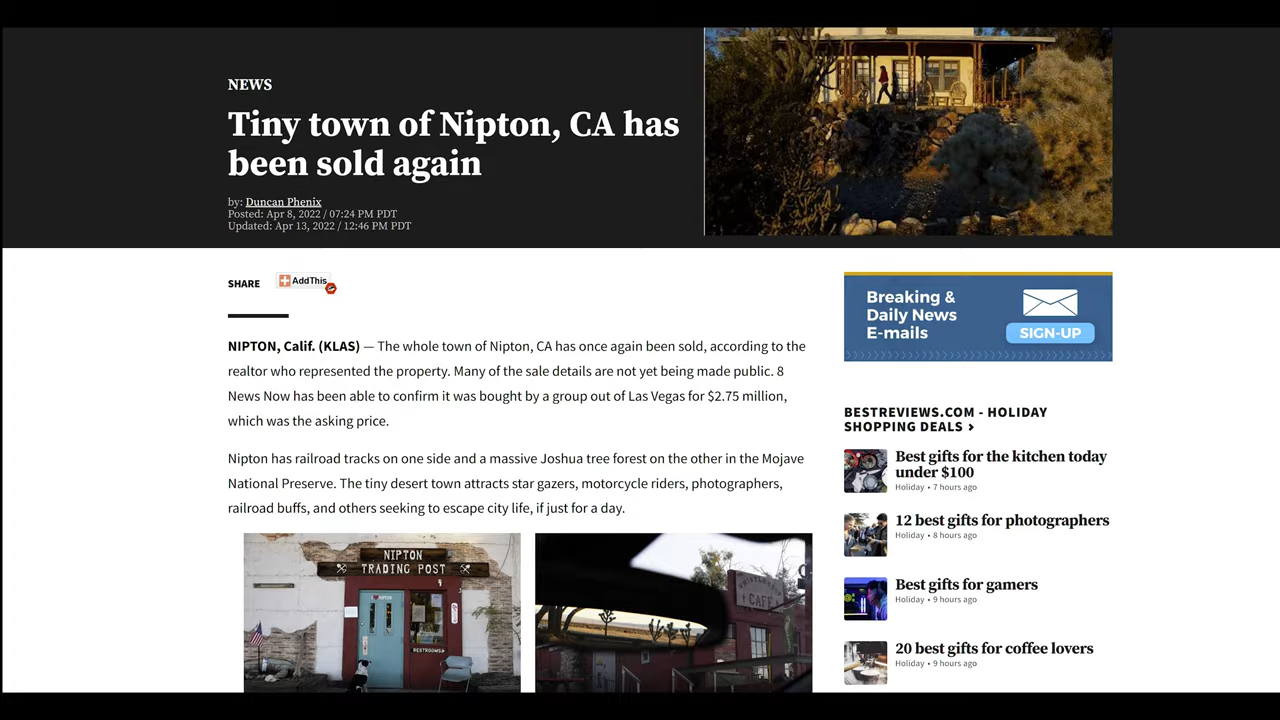 NEWS
Tiny town of Nipton, CA has
been sold again
by: Duncan Phenix
Posted: Apr 8, 2022 / 07:24 PM PDT
Updated: Apr 13, 2022 / 12:46 PM PDT
SHARE
AddThis
NIPTON, Calif. (KLAS) — The whole town of Nipton, CA has once again been sold, according to the
realtor who represented the property. Many of the sale details are not yet being made public. 8
News Now has been able to confirm it was bought by a group out of Las Vegas for $2.75 million,
which was the asking price.
Nipton has railroad tracks on one side and a massive Joshua tree forest on the other in the Mojave
National Preserve. The tiny desert town attracts star gazers, motorcycle riders, photographers,
railroad buffs, and others seeking to escape city life, if just for a day.
NIPTON
TRADING POST
RESTROOMS
CAFE
Breaking &
Daily News
E-mails
SIGN-UP
BESTREVIEWS.COM - HOLIDAY
SHOPPING DEALS ›
Best gifts for the kitchen today
under $100
Holiday • 7 hours ago
12 best gifts for photographers
Holiday • 8 hours ago
Best gifts for gamers
Holiday • 9 hours ago
20 best gifts for coffee lovers
Holiday • 9 hours ago